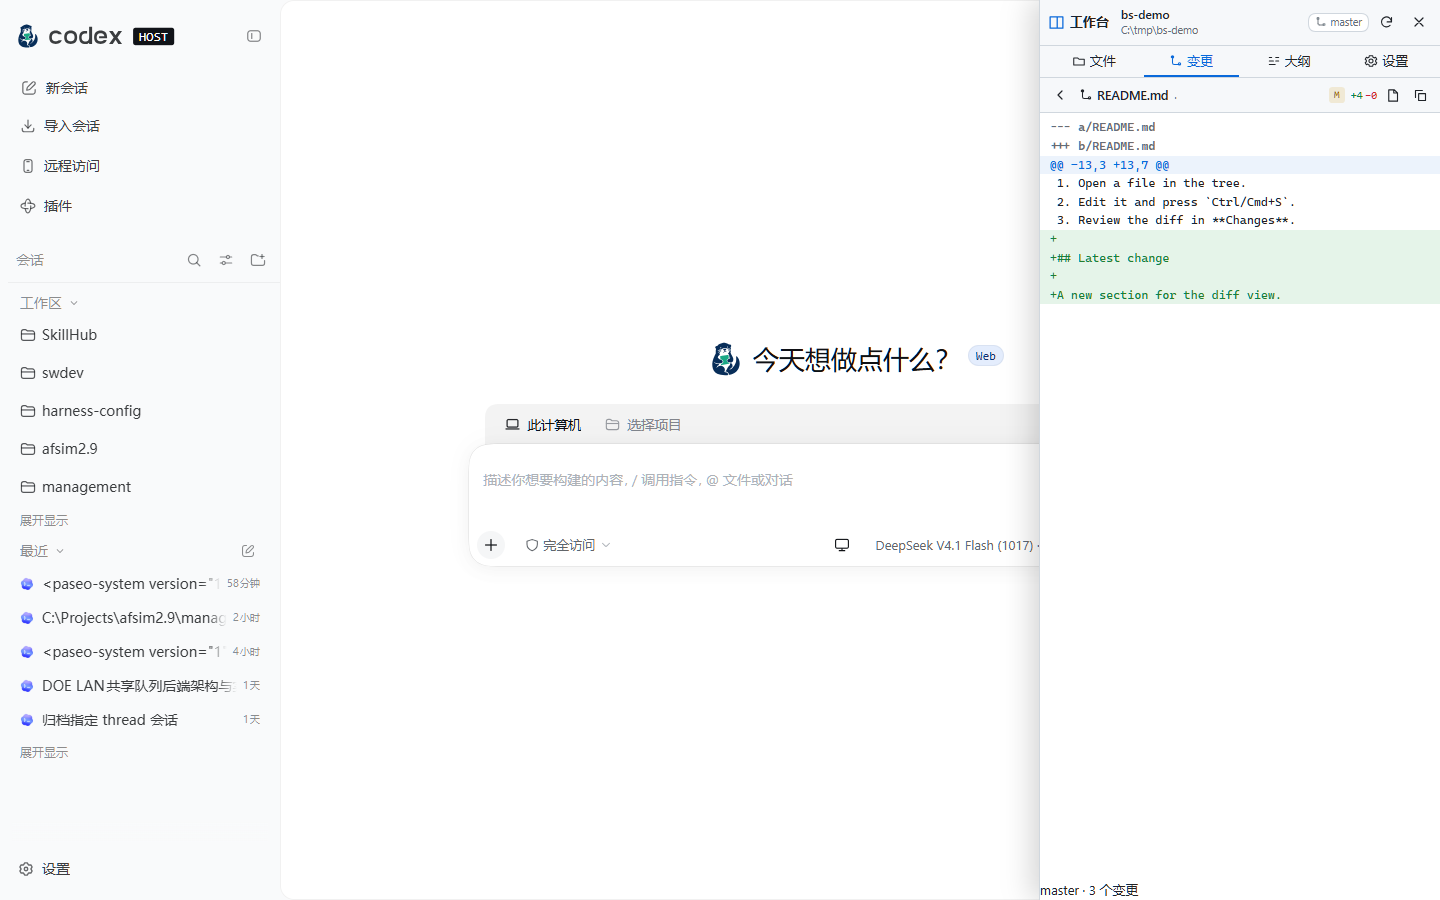 codex HOST
新会话
导入会话
远程访问
插件
会话
工作区
SkillHub
swdev
harness-config
afsim2.9
management
展开显示
最近
<paseo-system version="1 58分钟
C:\Projects\afsim2.9\manag 2小时
<paseo-system version="1 4小时
DOE LAN共享队列后端架构与 1天
归档指定 thread 会话 1天
展开显示
设置
今天想做点什么? Web
此计算机 选择项目
描述你想要构建的内容, / 调用指令, @ 文件或对话
完全访问 DeepSeek V4.1 Flash (1017) ·
工作台 bs-demo master
C:\tmp\bs-demo
文件 变更 大纲 设置
README.md . M +4 -0
--- a/README.md
+++ b/README.md
@@ -13,3 +13,7 @@
1. Open a file in the tree.
2. Edit it and press `Ctrl/Cmd+S`.
3. Review the diff in **Changes**.
+
+## Latest change
+
+A new section for the diff view.
master · 3 个变更